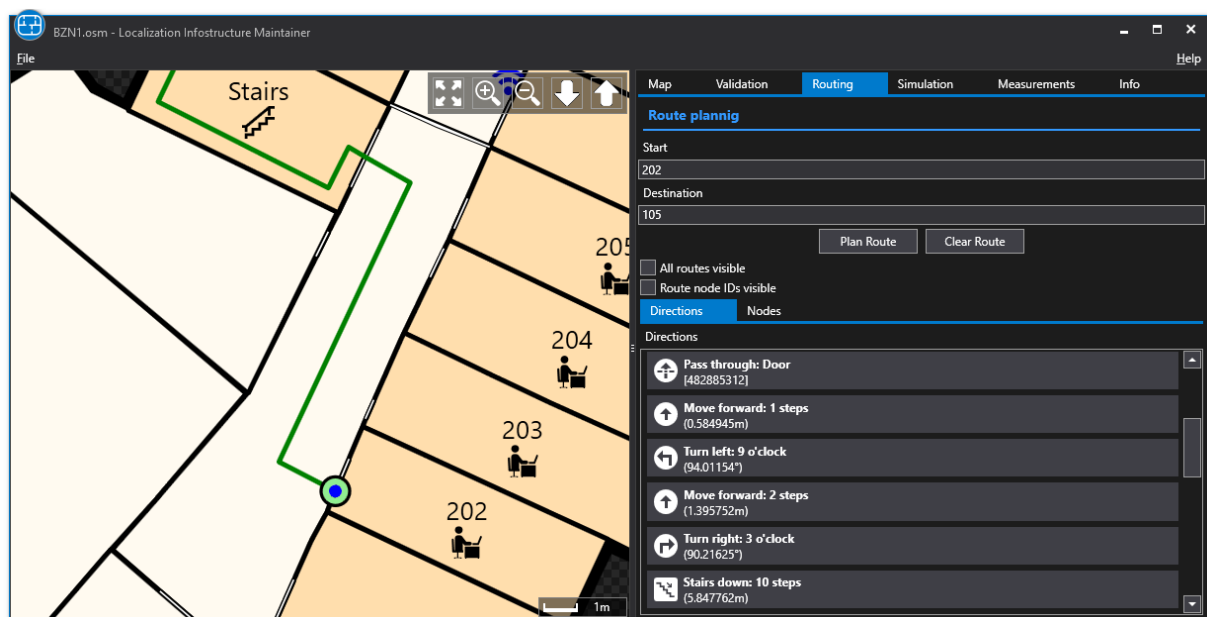 BZN1.osm - Localization Infostructure Maintainer
File
Help
Stairs
205
204
203
202
1m
Map Validation Routing Simulation Measurements Info
Route plannig
Start
202
Destination
105
Plan Route Clear Route
All routes visible
Route node IDs visible
Directions Nodes
Directions
Pass through: Door
[482885312]
Move forward: 1 steps
(0.584945m)
Turn left: 9 o'clock
(94.01154°)
Move forward: 2 steps
(1.395752m)
Turn right: 3 o'clock
(90.21625°)
Stairs down: 10 steps
(5.847762m)